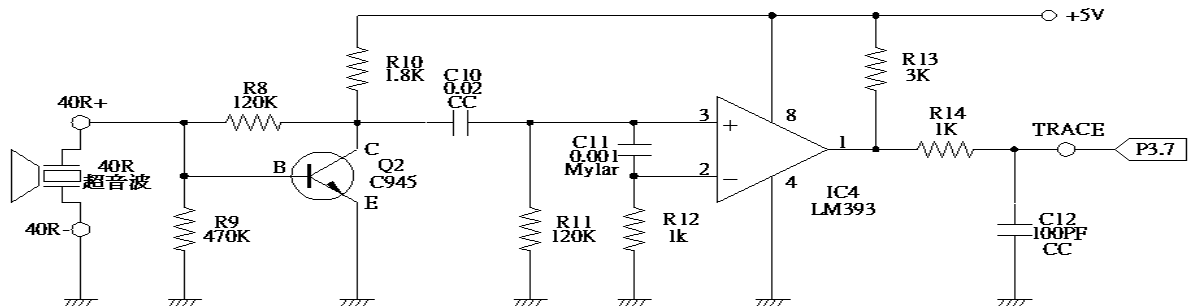 +5V
R10
1.8K
R13
3K
C10
0.02
CC
R8
120K
40R+
3
+
8
R14
1K
TRACE
P3.7
C11
0.001
Mylar
1
40R
超音波
B
C
Q2
C945
E
2
−
4
IC4
LM393
40R-
R9
470K
R11
120K
R12
1k
C12
100PF
CC